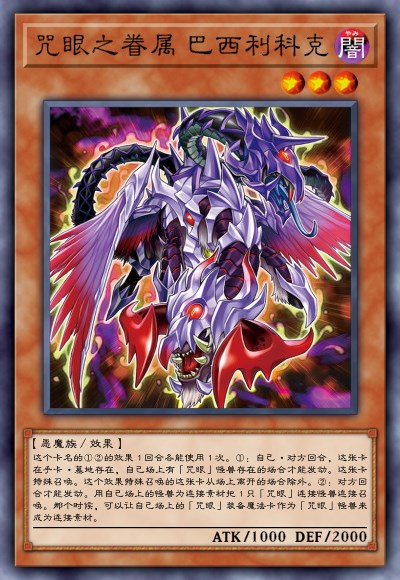 咒眼之眷属 巴西利科克
やみ
闇
【恶魔族／效果】
这个卡名的①②的效果1回合各能使用1次。①：自己·对方回合，这张卡
在手卡·墓地存在，自己场上有「咒眼」怪兽存在的场合才能发动。这张卡
特殊召唤。这个效果特殊召唤的这张卡从场上离开的场合除外。②：对方回
合才能发动。用自己场上的怪兽为连接素材把1只「咒眼」连接怪兽连接召
唤。那个时候，可以让自己场上的「咒眼」装备魔法卡作为「咒眼」怪兽来
成为连接素材。
ATK/1000 DEF/2000